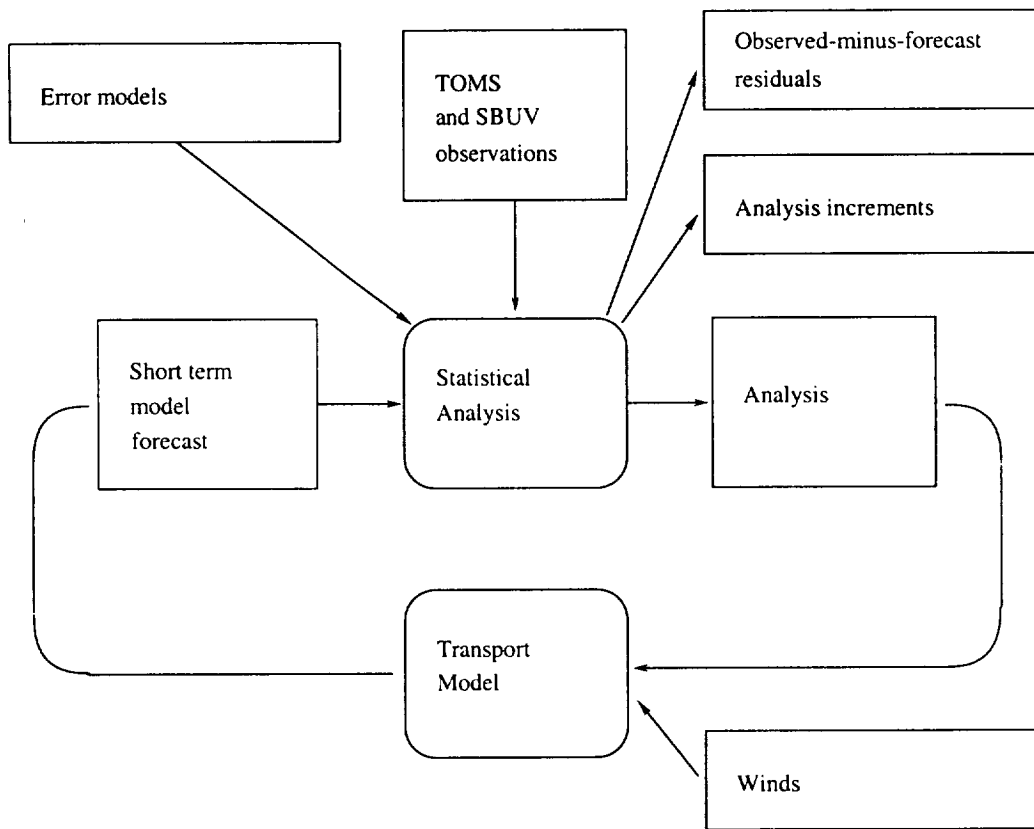 Error models
TOMS
and SBUV
observations
Observed-minus-forecast
residuals
Analysis increments
Short term
model
forecast
Statistical
Analysis
Analysis
Transport
Model
Winds